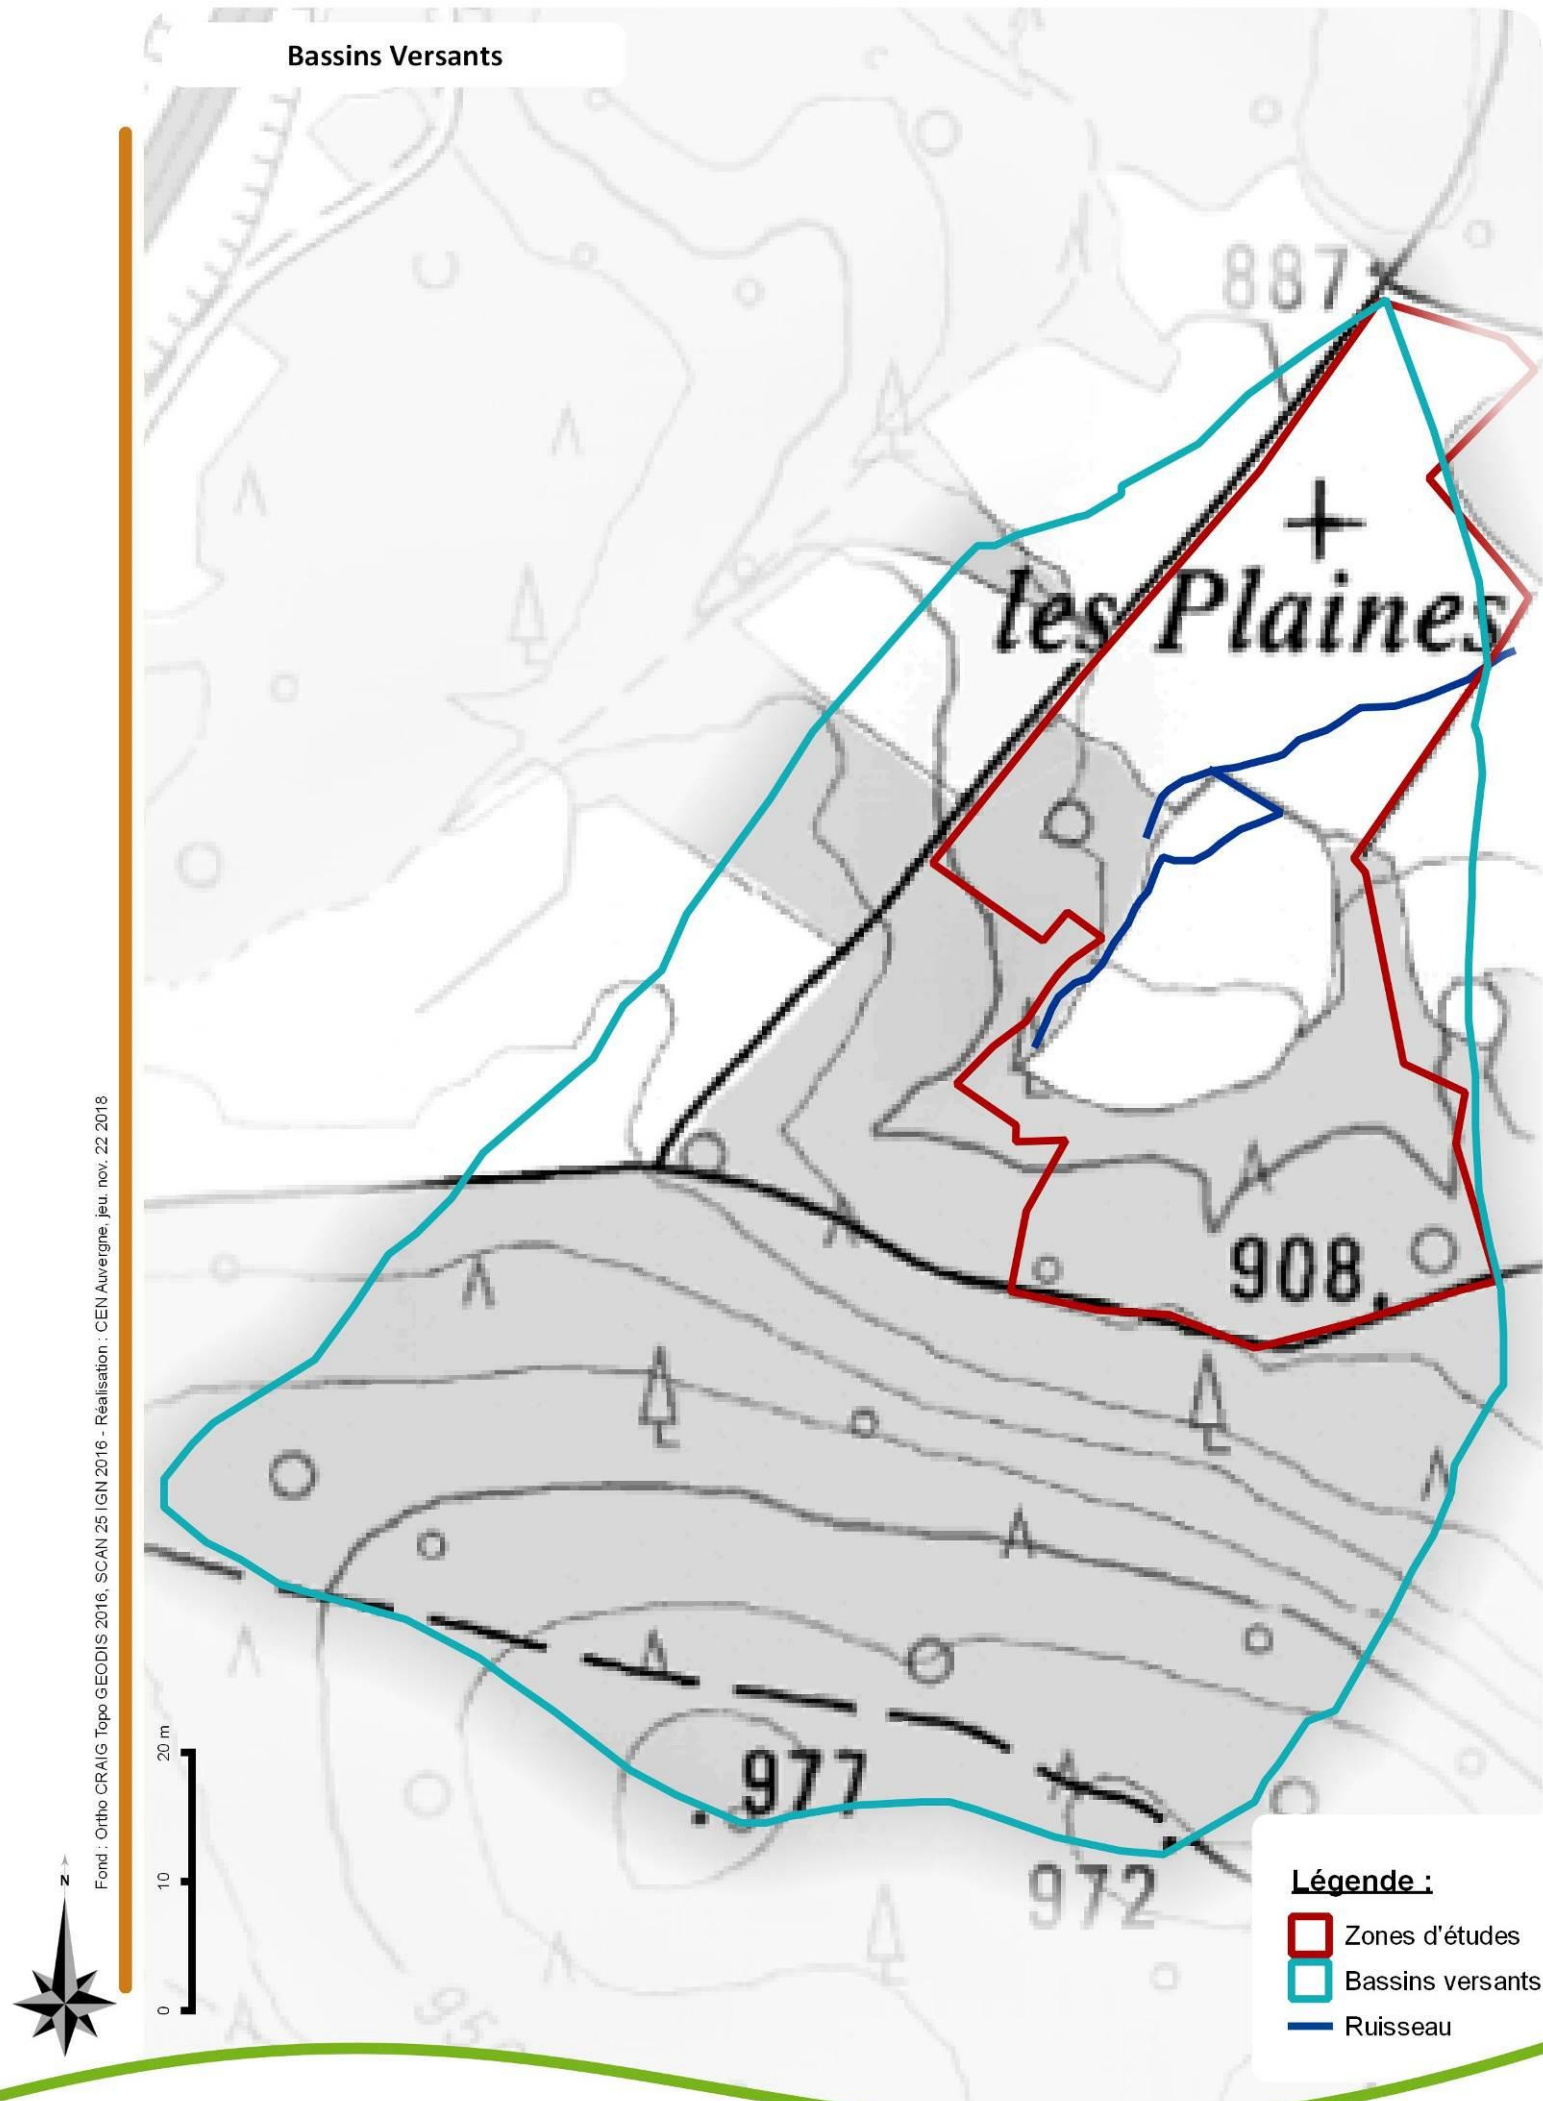 Bassins Versants
887
les Plaines
908
977
972
Fond : Ortho CRAIG Topo GEODIS 2016, SCAN 25 IGN 2016 - Réalisation : CEN Auvergne, jeu. nov. 22 2018
20 m
10
0
N
Légende :
Zones d'études
Bassins versants
Ruisseau